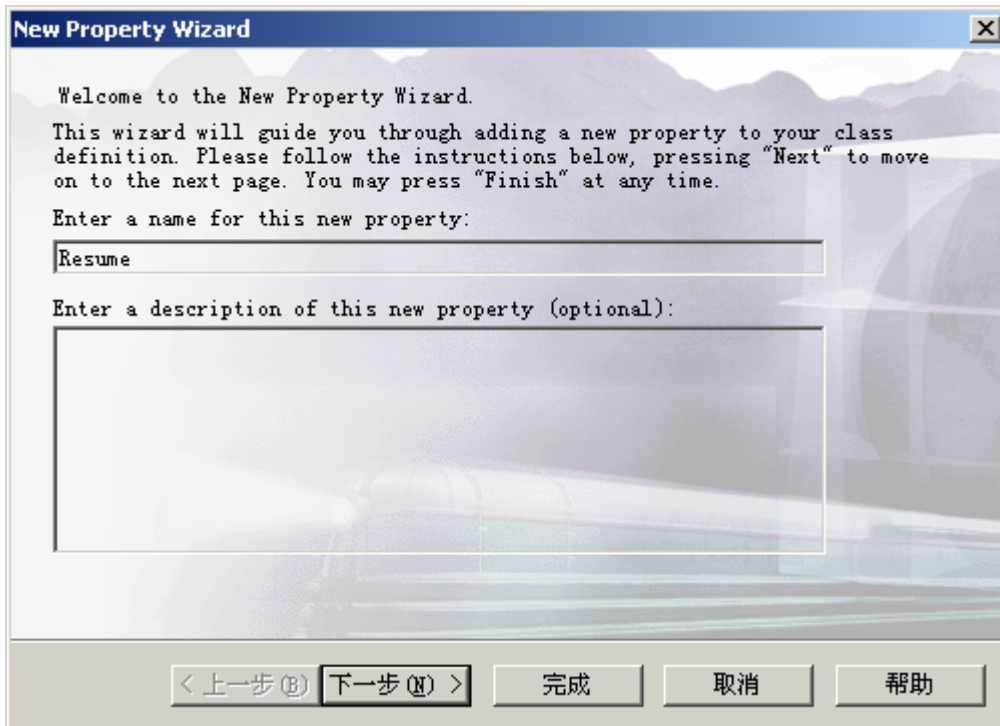 New Property Wizard
Welcome to the New Property Wizard.
This wizard will guide you through adding a new property to your class
definition. Please follow the instructions below, pressing "Next" to move
on to the next page. You may press "Finish" at any time.
Enter a name for this new property:
Resume
Enter a description of this new property (optional):
< 上一步(B) 下一步(N) > 完成 取消 帮助